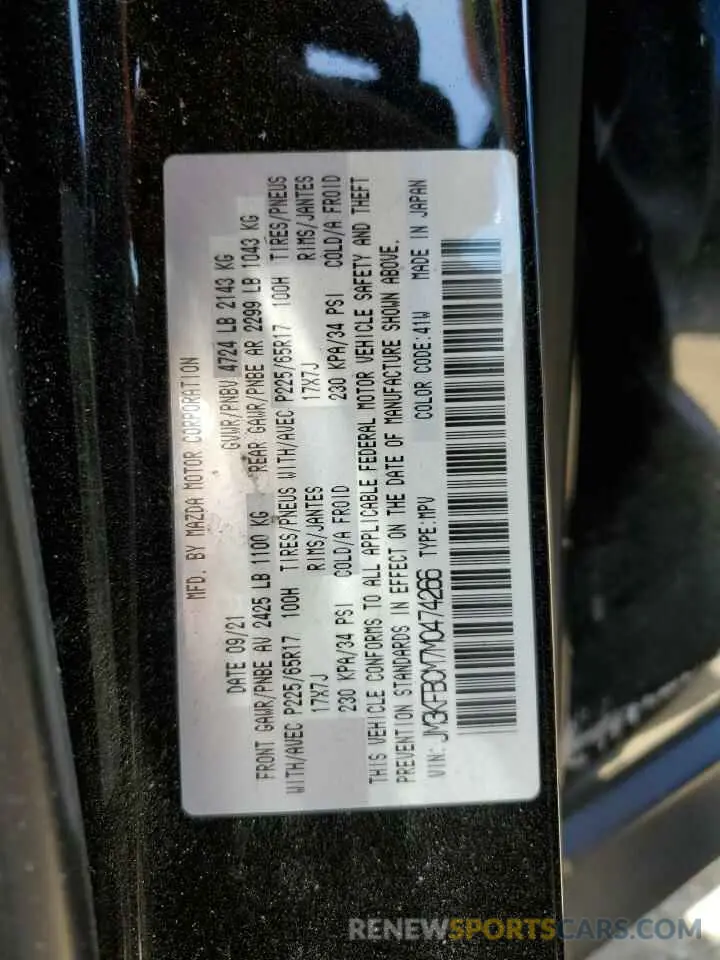 MFD. BY MAZDA MOTOR CORPORATION
DATE 09/21 GVWR/PNBV 4724 LB 2143 KG
FRONT GAWR/PNBE AV 2425 LB 1100 KG REAR GAWR/PNBE AR 2299 LB 1043 KG
WITH/AVEC P225/65R17 100H TIRES/PNEUS WITH/AVEC P225/65R17 100H TIRES/PNEUS
17X7J RIMS/JANTES 17X7J RIMS/JANTES
230 KPA/34 PSI COLD/A FROID 230 KPA/34 PSI COLD/A FROID
THIS VEHICLE CONFORMS TO ALL APPLICABLE FEDERAL MOTOR VEHICLE SAFETY AND THEFT
PREVENTION STANDARDS IN EFFECT ON THE DATE OF MANUFACTURE SHOWN ABOVE.
VIN: JM3KFBCM7M0474266 TYPE:MPV COLOR CODE:41W MADE IN JAPAN
RENEWSPORTSCARS.COM